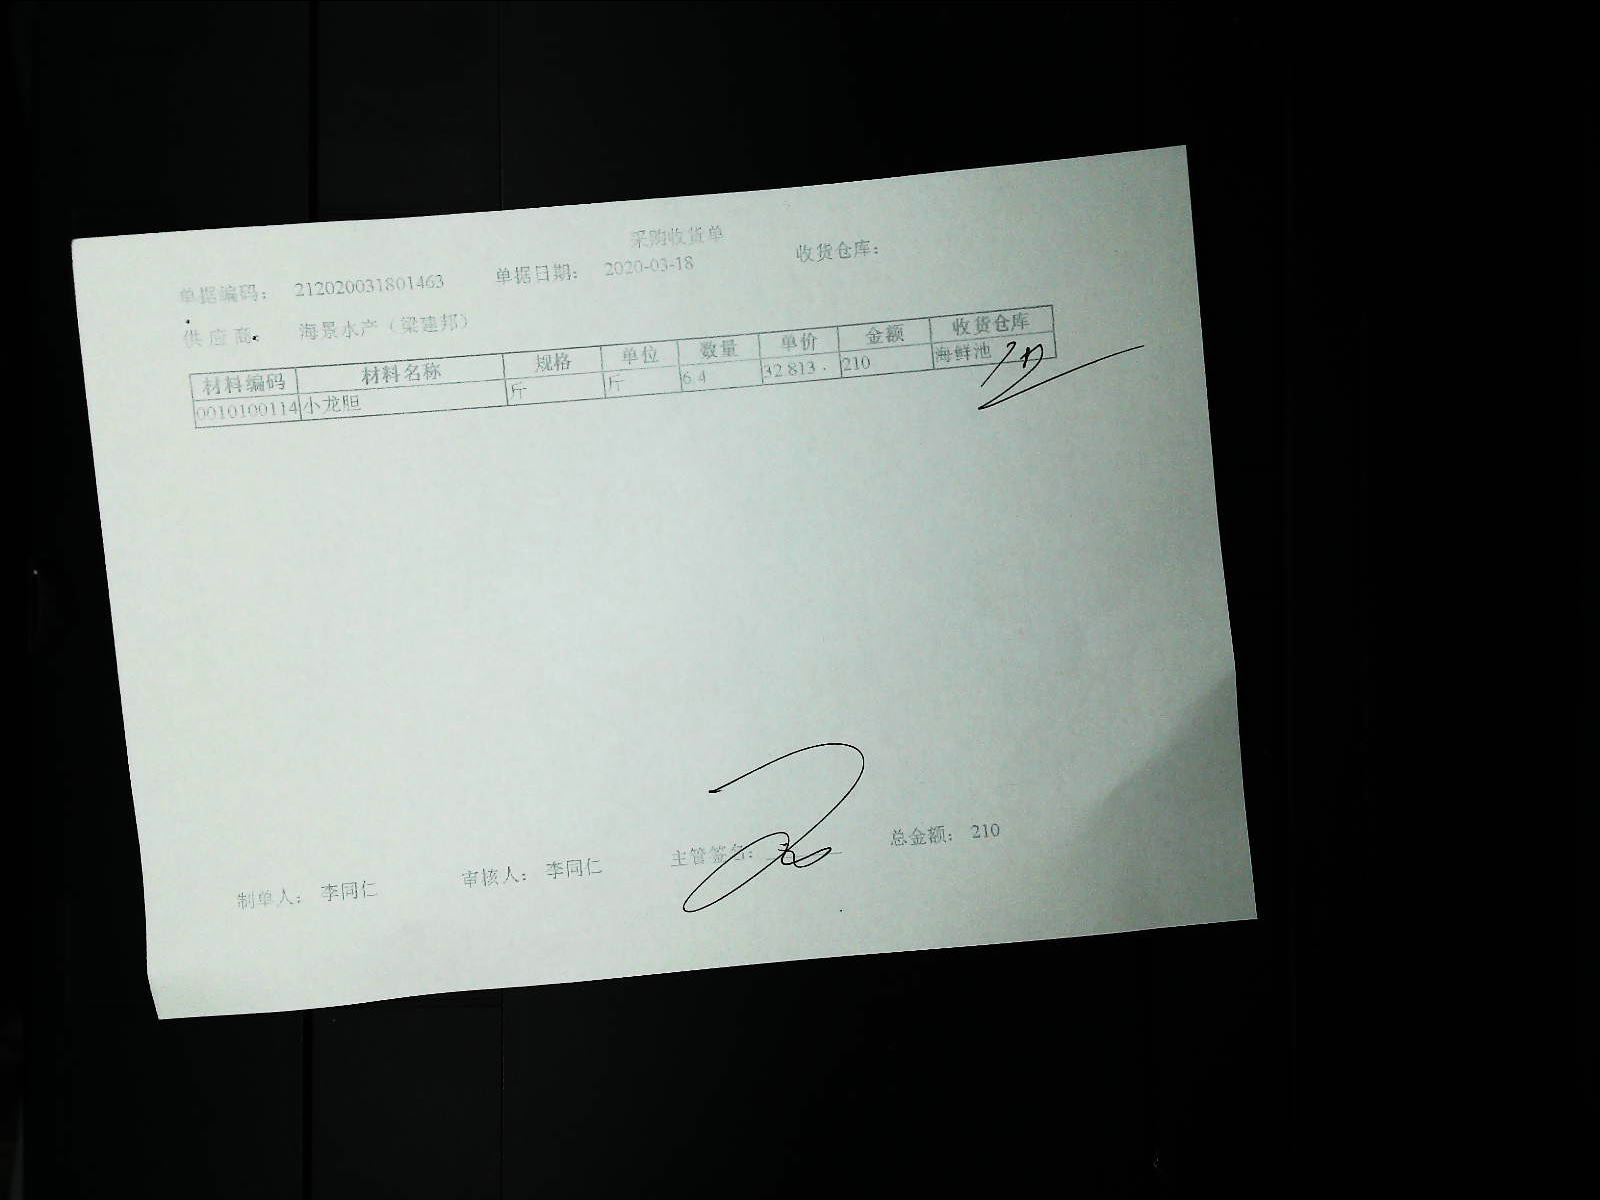 采购收货单
单据编码: 212020031801463 单据日期: 2020-03-18 收货仓库:
供应商: 海景水产（梁建邦）
材料编码 材料名称 规格 单位 数量 单价 金额 收货仓库
0010100114 小龙胆 斤 斤 6.4 32.813 210 海鲜池
制单人: 李同仁 审核人: 李同仁 主管签名: 总金额: 210